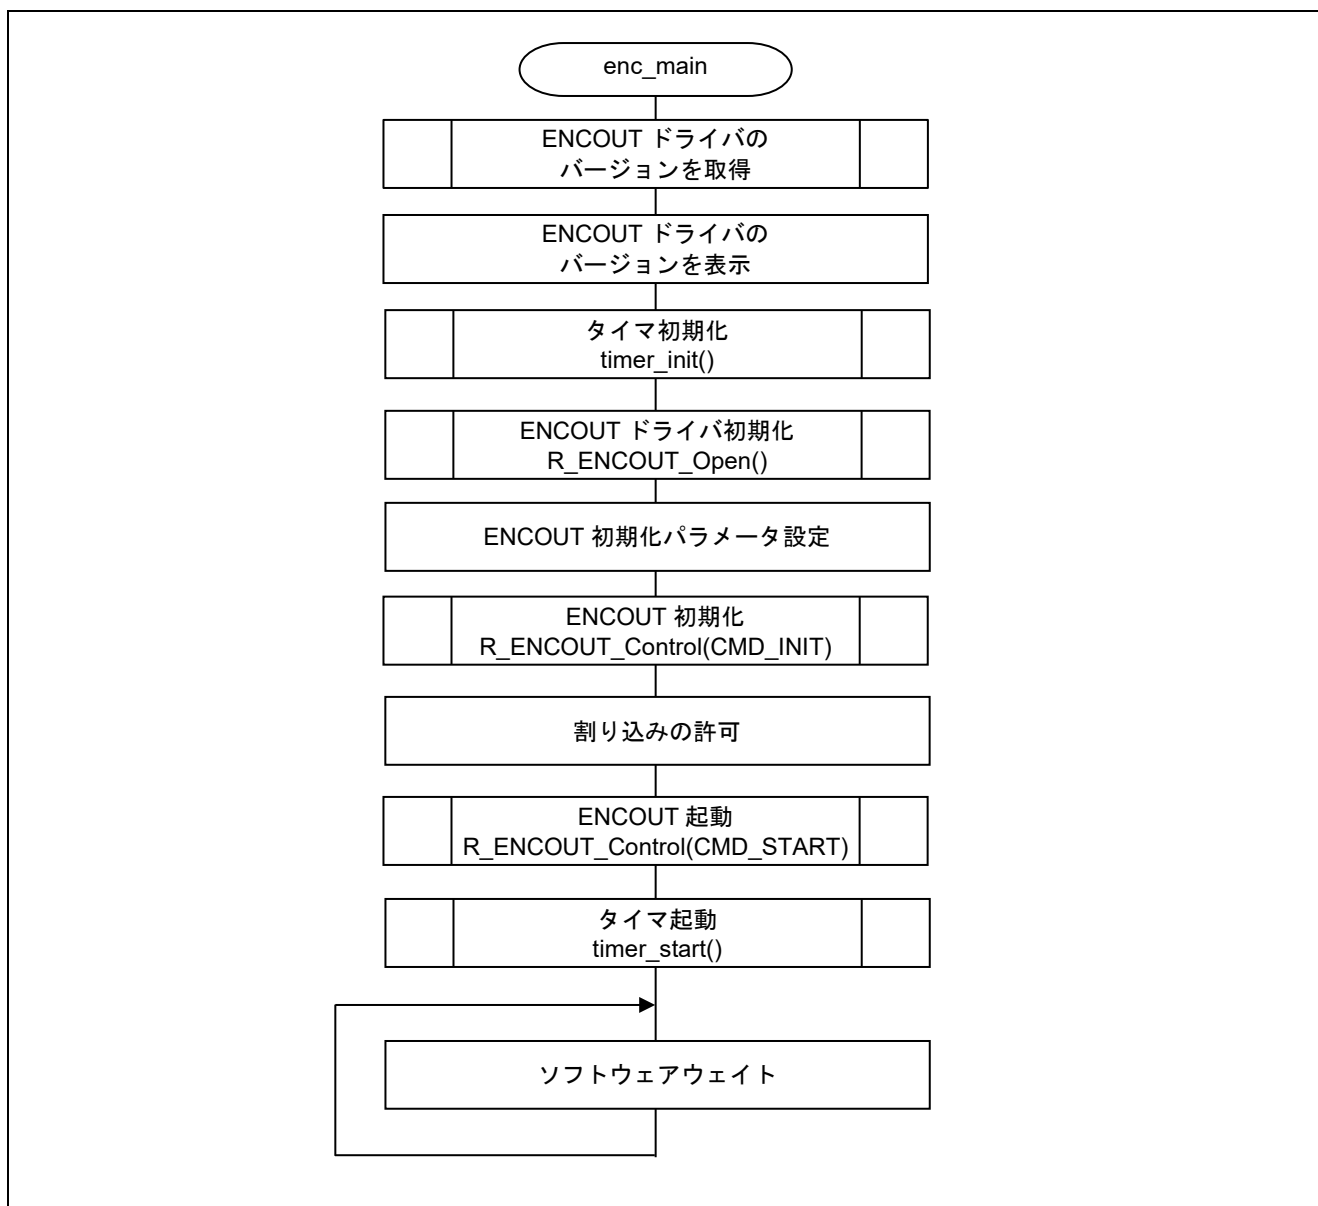 enc_main
ENCOUT ドライバの
バージョンを取得
ENCOUT ドライバの
バージョンを表示
タイマ初期化
timer_init()
ENCOUT ドライバ初期化
R_ENCOUT_Open()
ENCOUT 初期化パラメータ設定
ENCOUT 初期化
R_ENCOUT_Control(CMD_INIT)
割り込みの許可
ENCOUT 起動
R_ENCOUT_Control(CMD_START)
タイマ起動
timer_start()
ソフトウェアウェイト